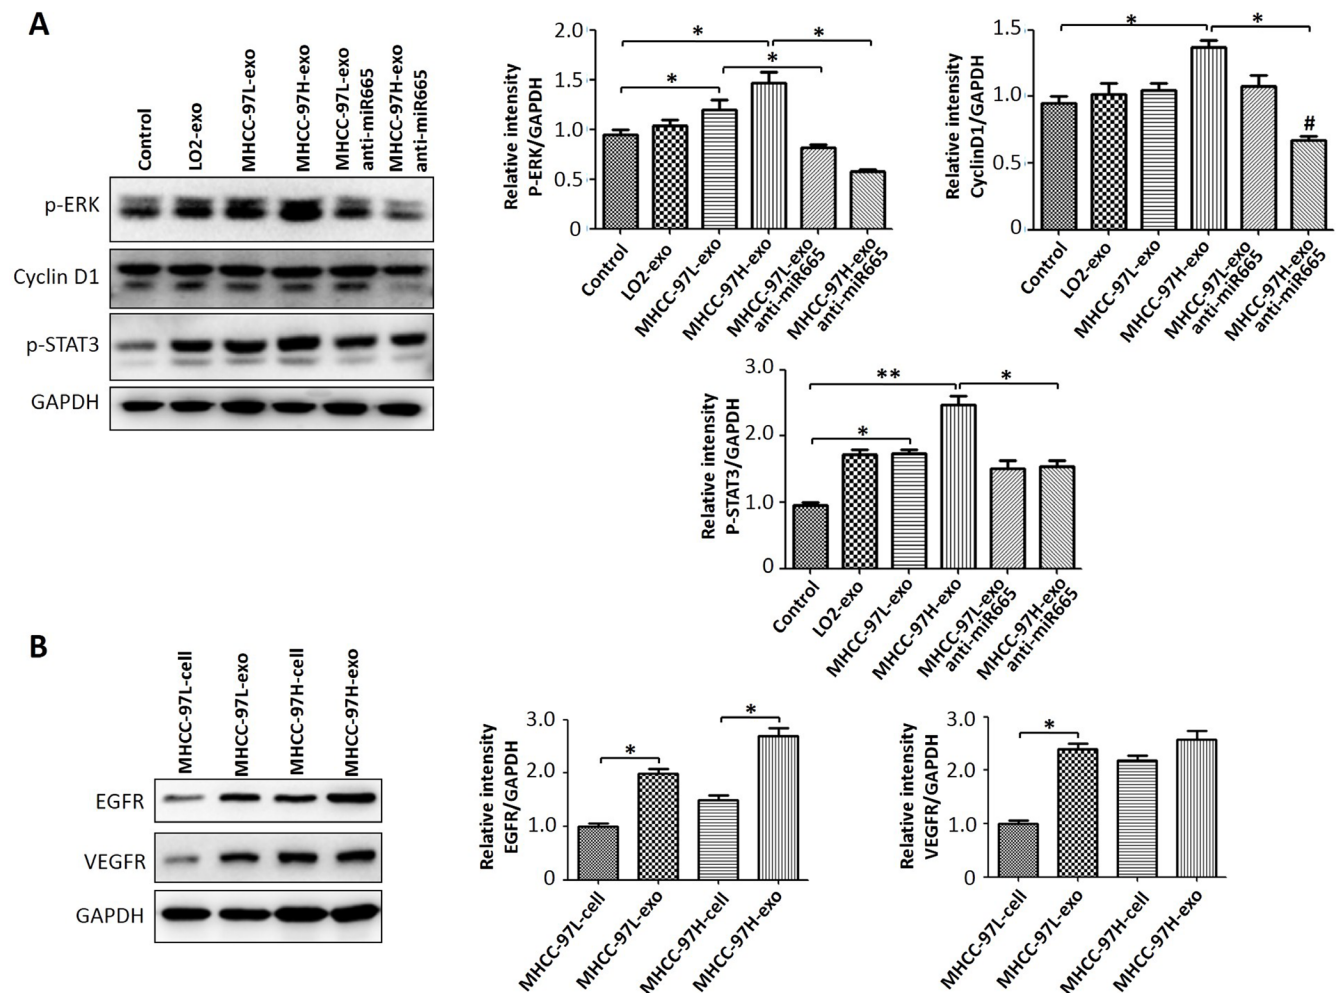 A
Control
LO2-exo
MHCC-97L-exo
MHCC-97H-exo
MHCC-97L-exo
anti-miR665
MHCC-97H-exo
anti-miR665
p-ERK
Cyclin D1
p-STAT3
GAPDH
Relative intensity
P-ERK/GAPDH
2.0
1.5
1.0
0.5
0
*
*
*
*
Control
LO2-exo
MHCC-97L-exo
MHCC-97H-exo
MHCC-97L-exo
anti-miR665
MHCC-97H-exo
anti-miR665
Relative intensity
CyclinD1/GAPDH
1.5
1.0
0.5
0
*
*
#
Control
LO2-exo
MHCC-97L-exo
MHCC-97H-exo
MHCC-97L-exo
anti-miR665
MHCC-97H-exo
anti-miR665
Relative intensity
P-STAT3/GAPDH
3.0
2.0
1.0
0
**
*
*
Control
LO2-exo
MHCC-97L-exo
MHCC-97H-exo
MHCC-97L-exo
anti-miR665
MHCC-97H-exo
anti-miR665
B
MHCC-97L-cell
MHCC-97L-exo
MHCC-97H-cell
MHCC-97H-exo
EGFR
VEGFR
GAPDH
Relative intensity
EGFR/GAPDH
3.0
2.0
1.0
0
*
*
MHCC-97L-cell
MHCC-97L-exo
MHCC-97H-cell
MHCC-97H-exo
Relative intensity
VEGFR/GAPDH
3.0
2.0
1.0
0
*
MHCC-97L-cell
MHCC-97L-exo
MHCC-97H-cell
MHCC-97H-exo